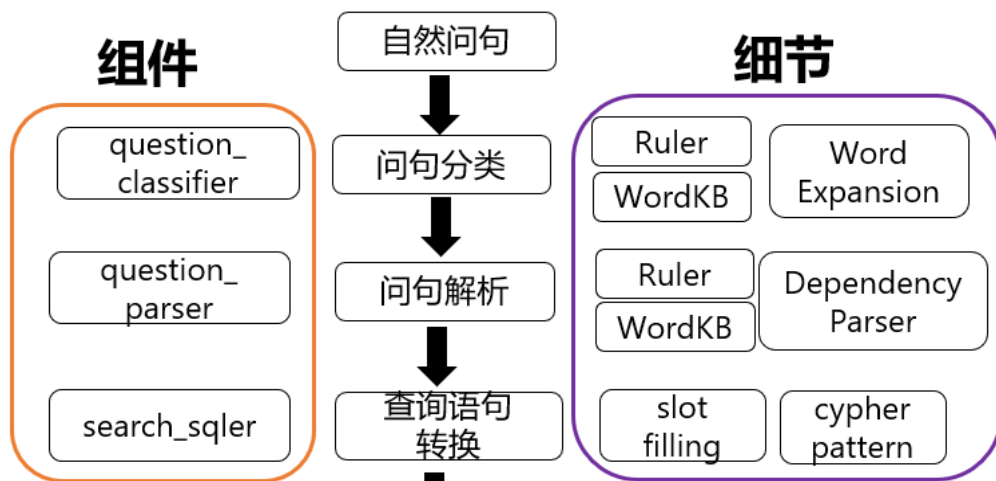 组件
自然问句
细节
question_
classifier
问句分类
Ruler
WordKB
Word
Expansion
question_
parser
问句解析
Ruler
WordKB
Dependency
Parser
search_sqler
查询语句
转换
slot
filling
cypher
pattern